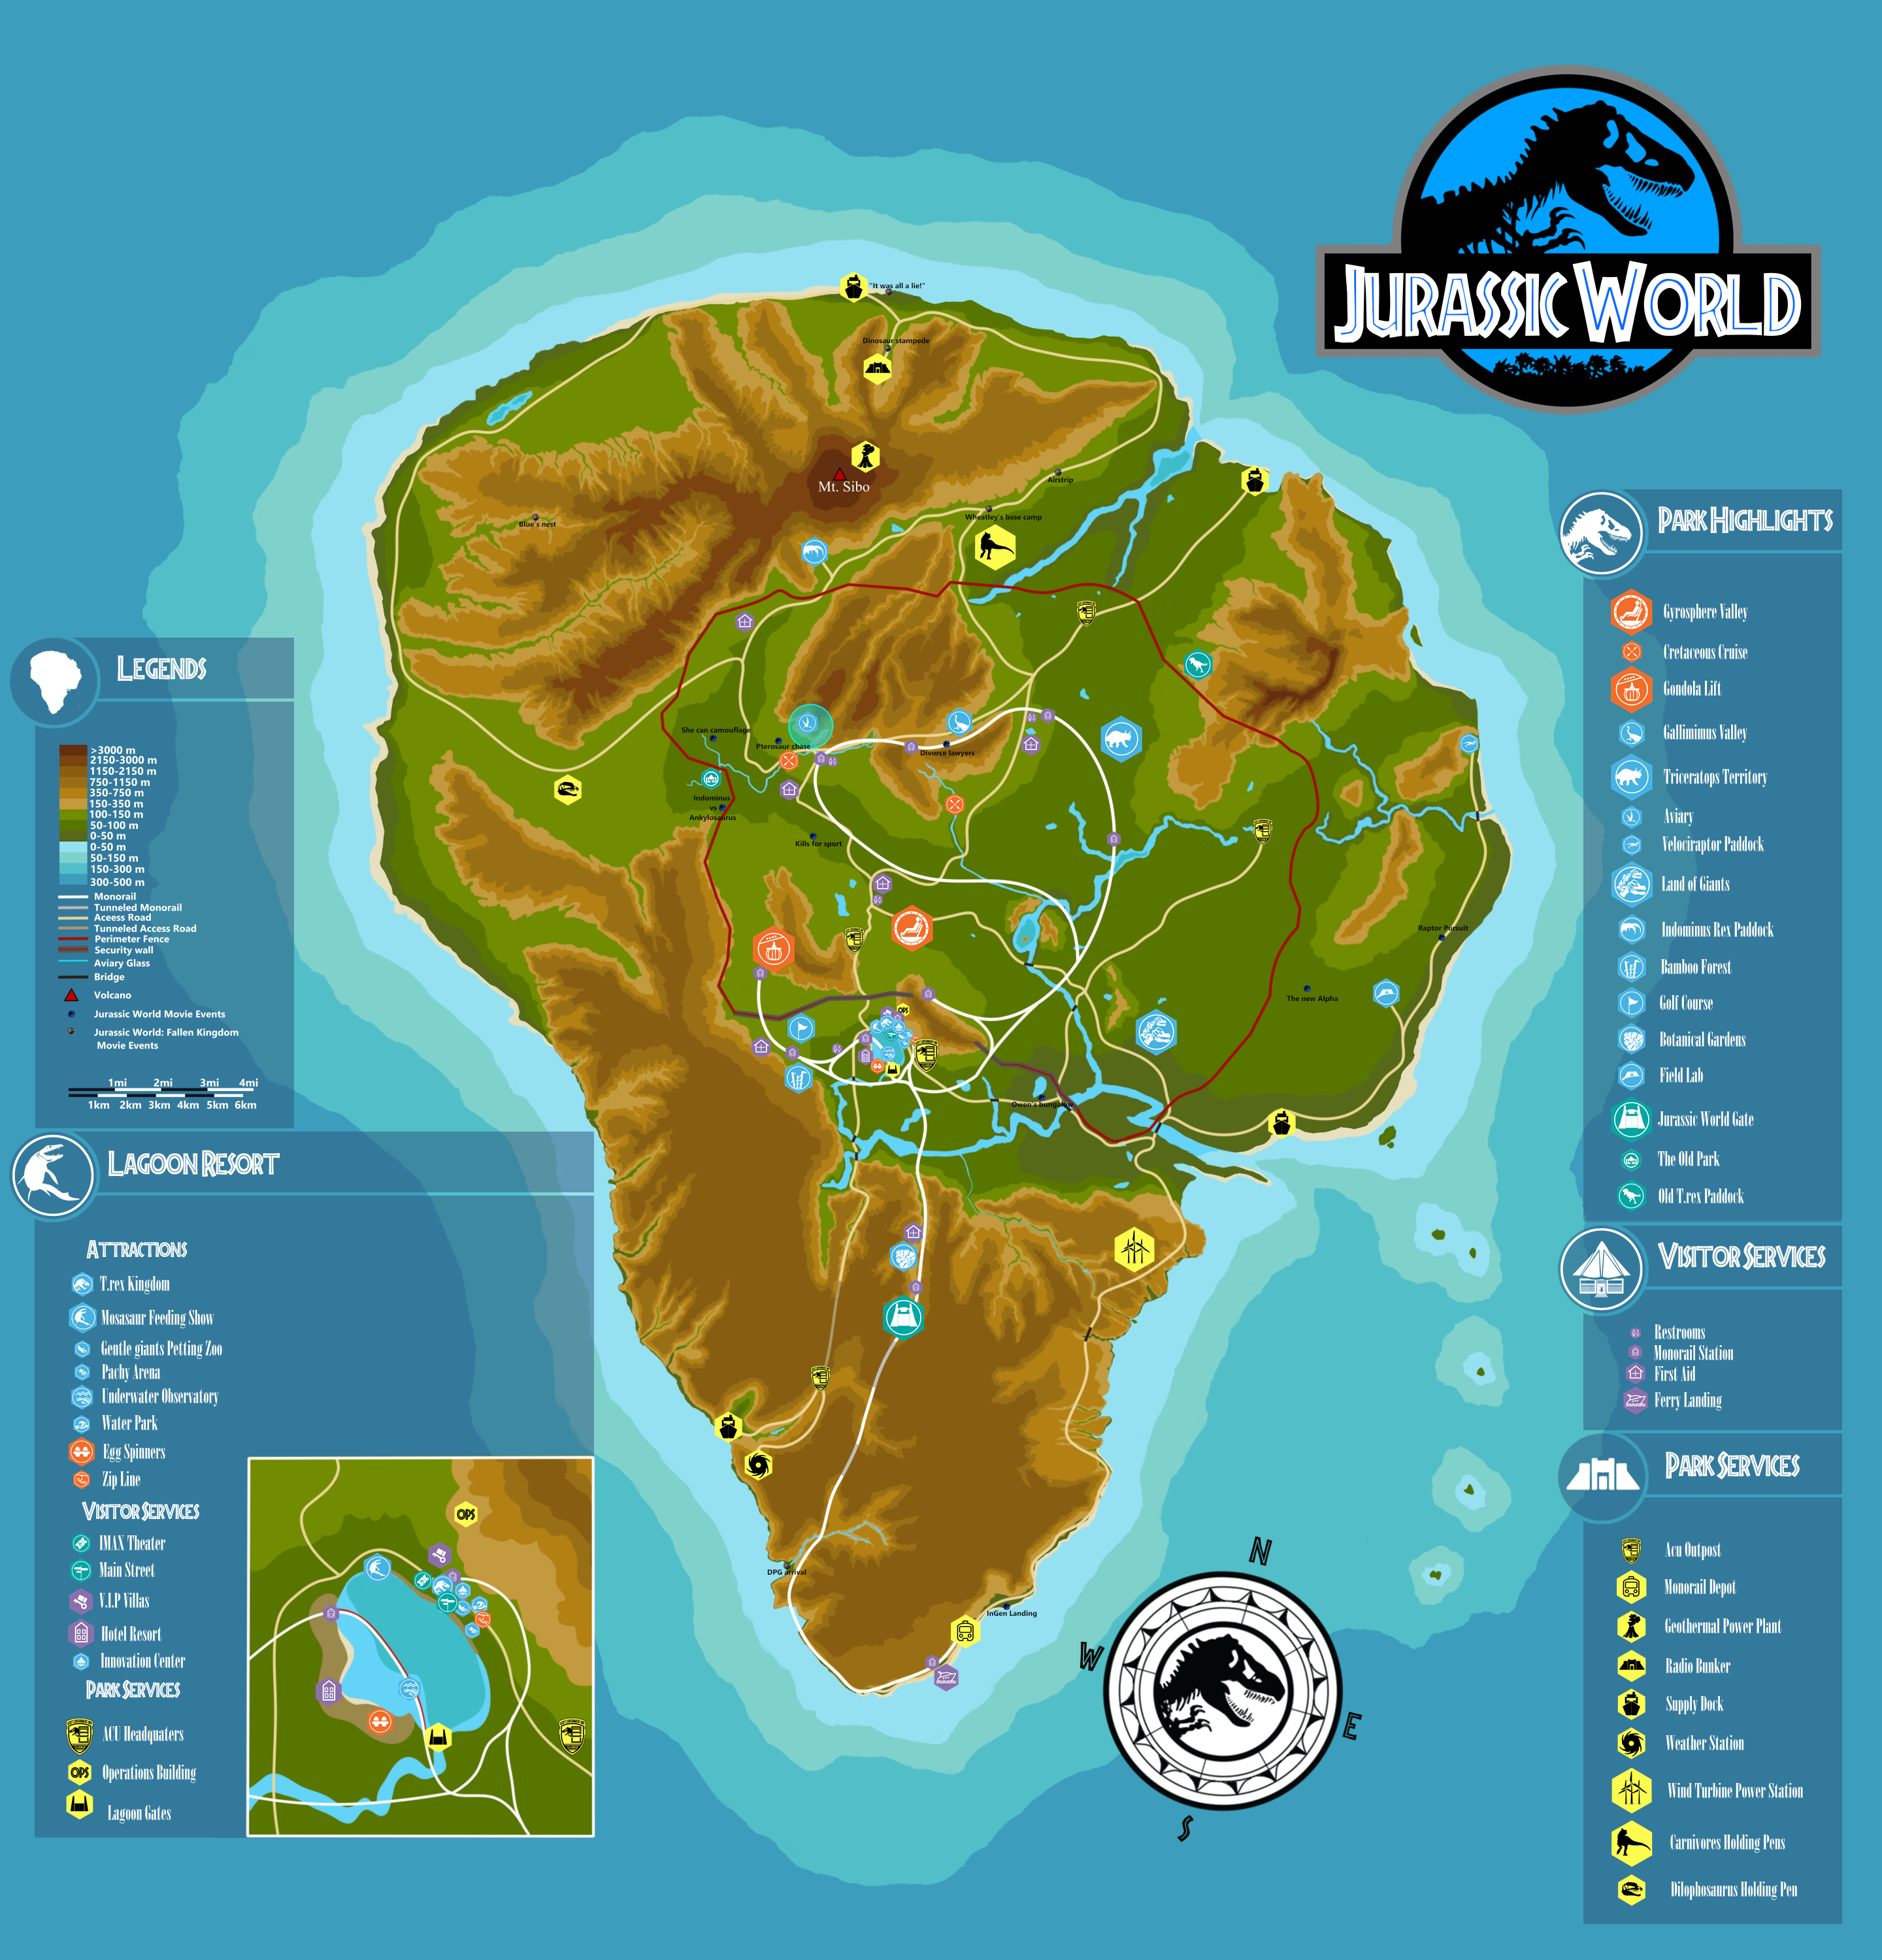 JURASSIC WORLD
"It was all a lie!"
Dinosaur stampede
Mt. Sibo
Airstrip
Blue's nest
Wheatley's base camp
She can camouflage
Pterosaur chase
Divorce lawyers
Indominus
vs
Ankylosaurus
Kills for sport
Raptor Pursuit
The new Alpha
OPS
Owen's bungalow
DPG arrival
InGen Landing
N
W
E
S
LEGENDS
>3000 m
2150-3000 m
1150-2150 m
750-1150 m
350-750 m
150-350 m
100-150 m
50-100 m
0-50 m
0-50 m
50-150 m
150-300 m
300-500 m
Monorail
Tunneled Monorail
Aceess Road
Tunneled Access Road
Perimeter Fence
Security wall
Aviary Glass
Bridge
Volcano
Jurassic World Movie Events
Jurassic World: Fallen Kingdom
Movie Events
1mi 2mi 3mi 4mi
1km 2km 3km 4km 5km 6km
LAGOON RESORT
ATTRACTIONS
T.rex Kingdom
Mosasaur Feeding Show
Gentle giants Petting Zoo
Pachy Arena
Underwater Observatory
Water Park
Egg Spinners
Zip Line
VISITOR SERVICES
IMAX Theater
Main Street
V.I.P Villas
Hotel Resort
Innovation Center
PARK SERVICES
ACU Headquaters
OPS Operations Building
Lagoon Gates
OPS
PARK HIGHLIGHTS
Gyrosphere Valley
Cretaceous Cruise
Gondola Lift
Gallimimus Valley
Triceratops Territory
Aviary
Velociraptor Paddock
Land of Giants
Indominus Rex Paddock
Bamboo Forest
Golf Course
Botanical Gardens
Field Lab
Jurassic World Gate
The Old Park
Old T.rex Paddock
VISITOR SERVICES
Restrooms
Monorail Station
First Aid
Ferry Landing
PARK SERVICES
Acu Outpost
Monorail Depot
Geothermal Power Plant
Radio Bunker
Supply Dock
Weather Station
Wind Turbine Power Station
Carnivores Holding Pens
Dilophosaurus Holding Pen